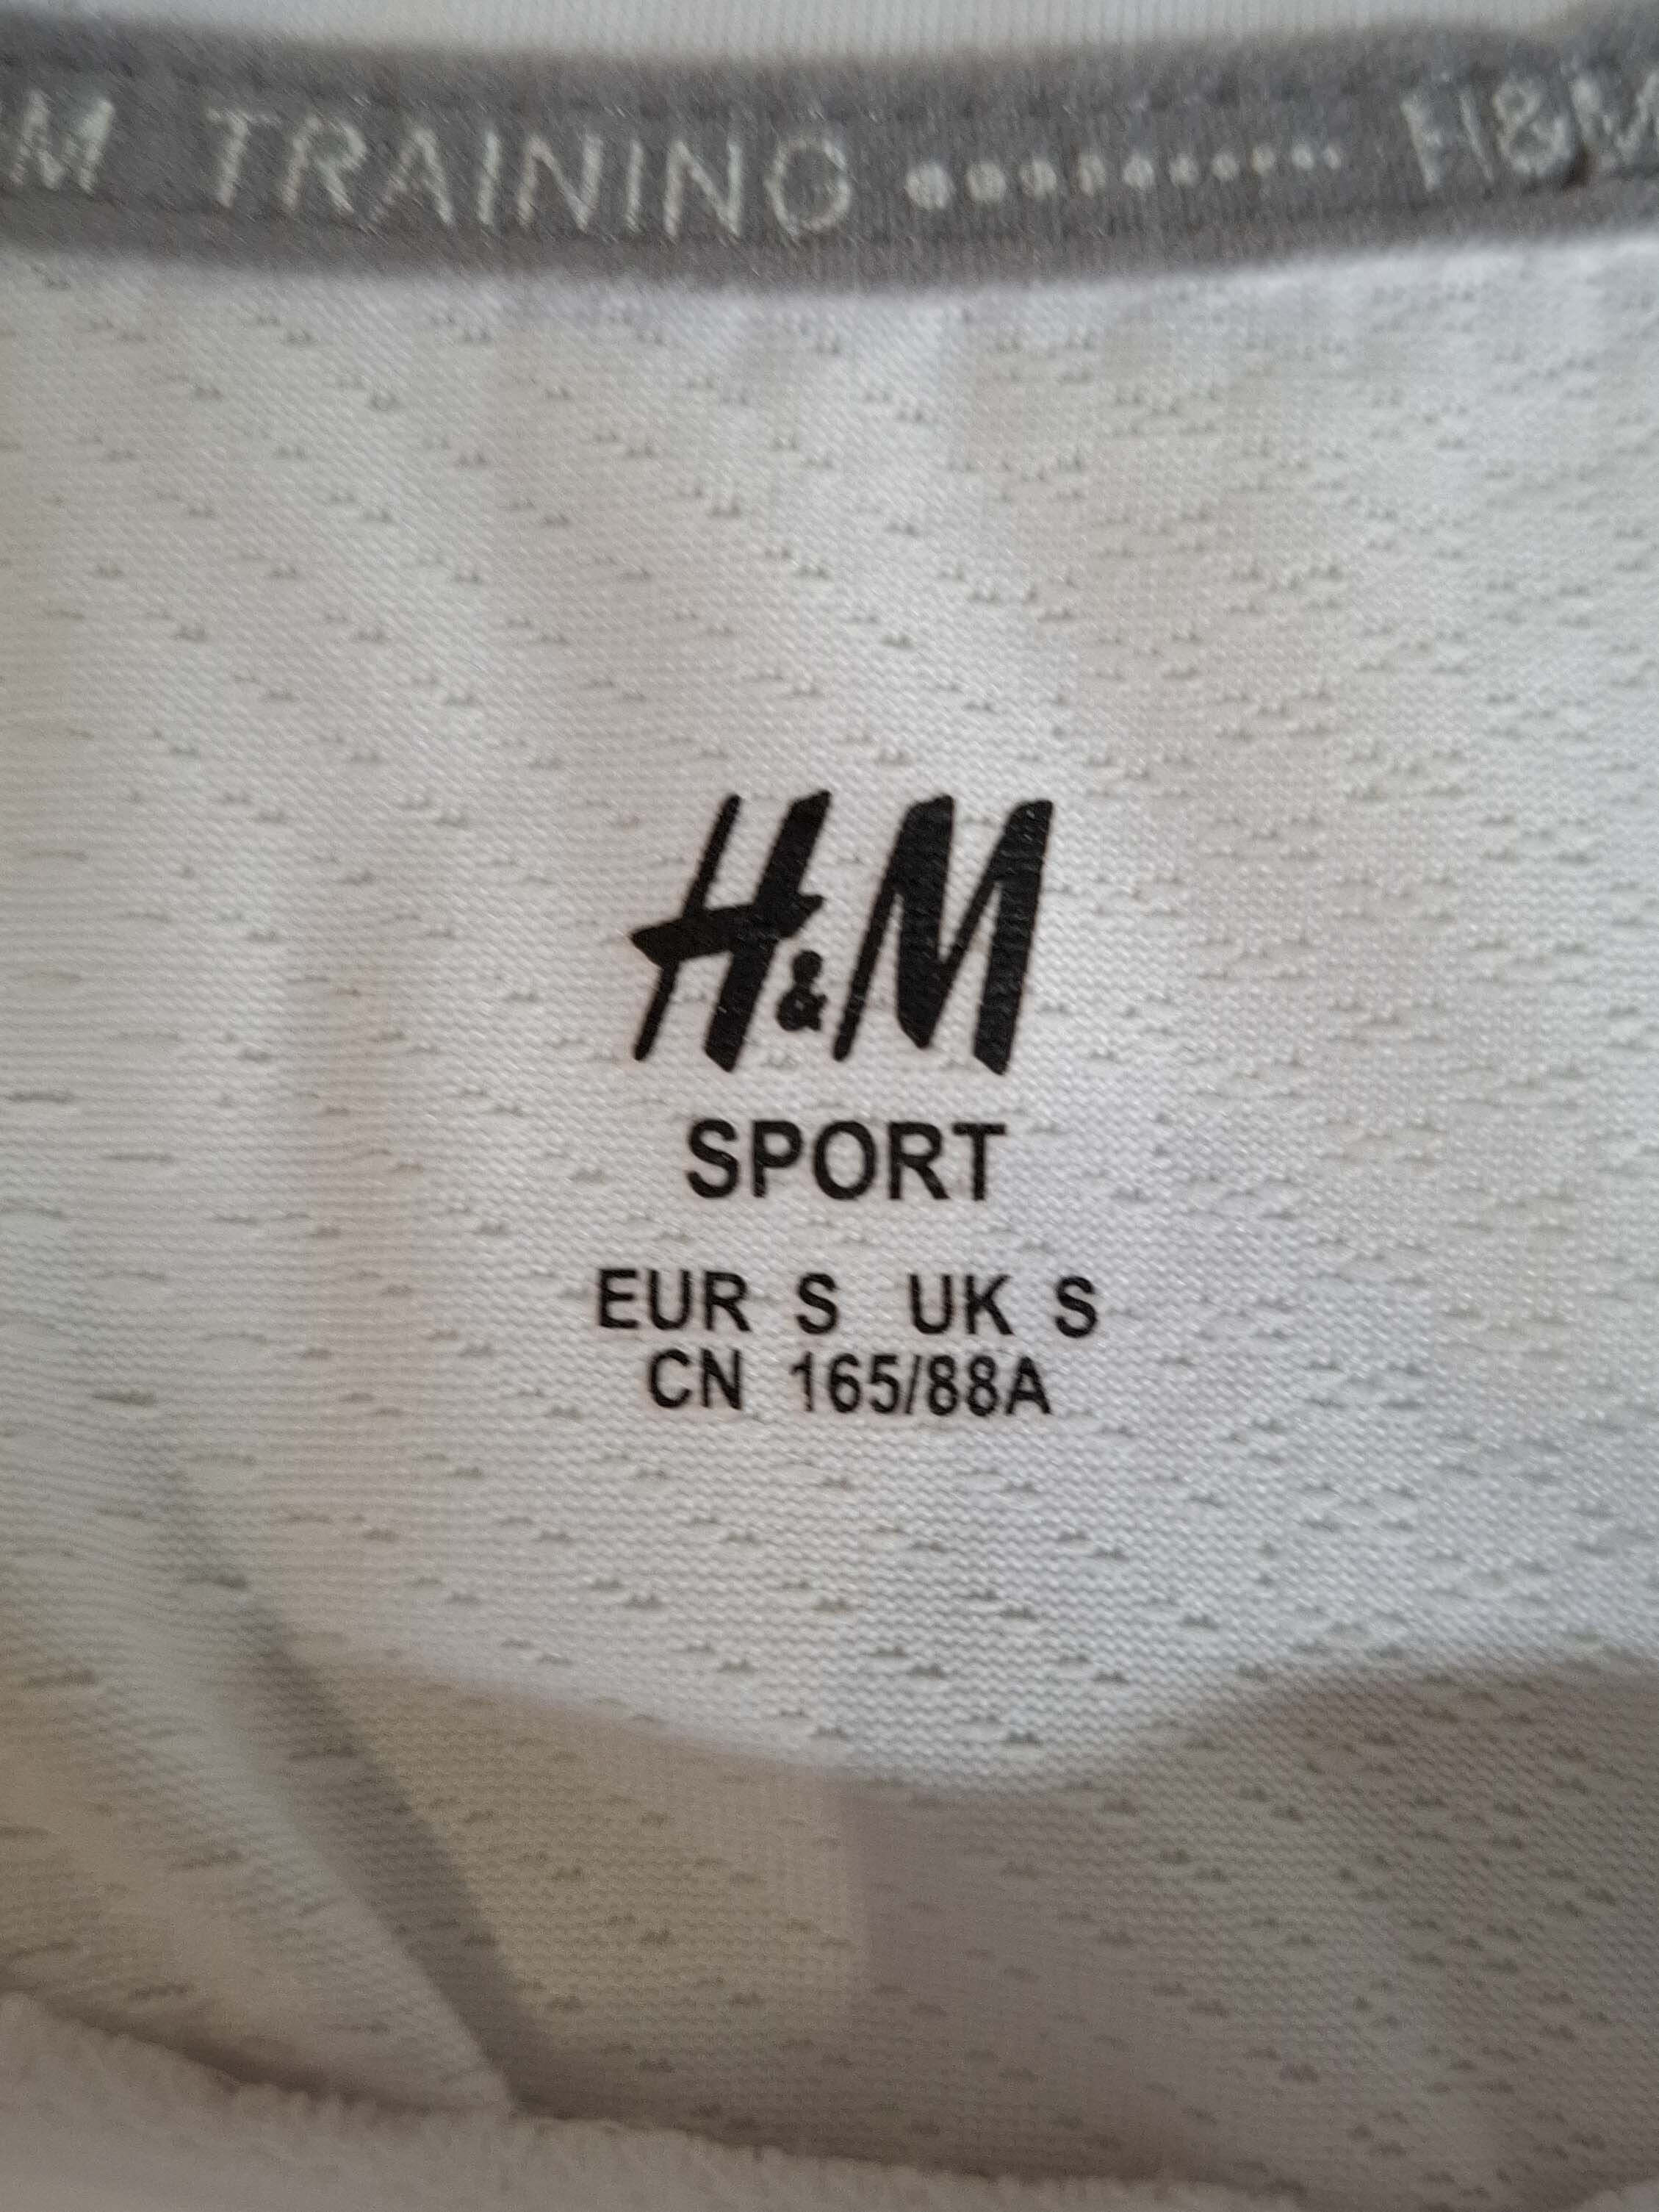 M TRAINING H&M
H&M
SPORT
EUR S UK S
CN 165/88A